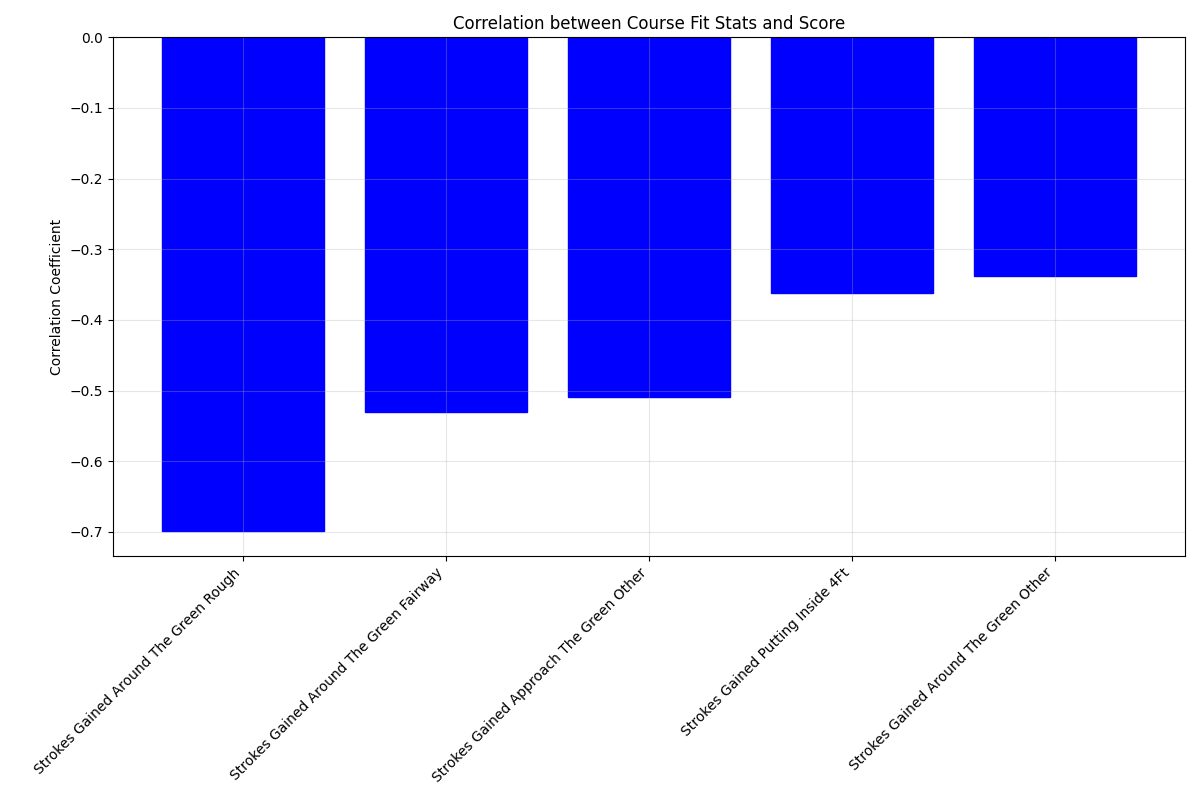 Correlation between Course Fit Stats and Score
Correlation Coefficient
0.0
−0.1
−0.2
−0.3
−0.4
−0.5
−0.6
−0.7
Strokes Gained Around The Green Rough
Strokes Gained Around The Green Fairway
Strokes Gained Approach The Green Other
Strokes Gained Putting Inside 4Ft
Strokes Gained Around The Green Other